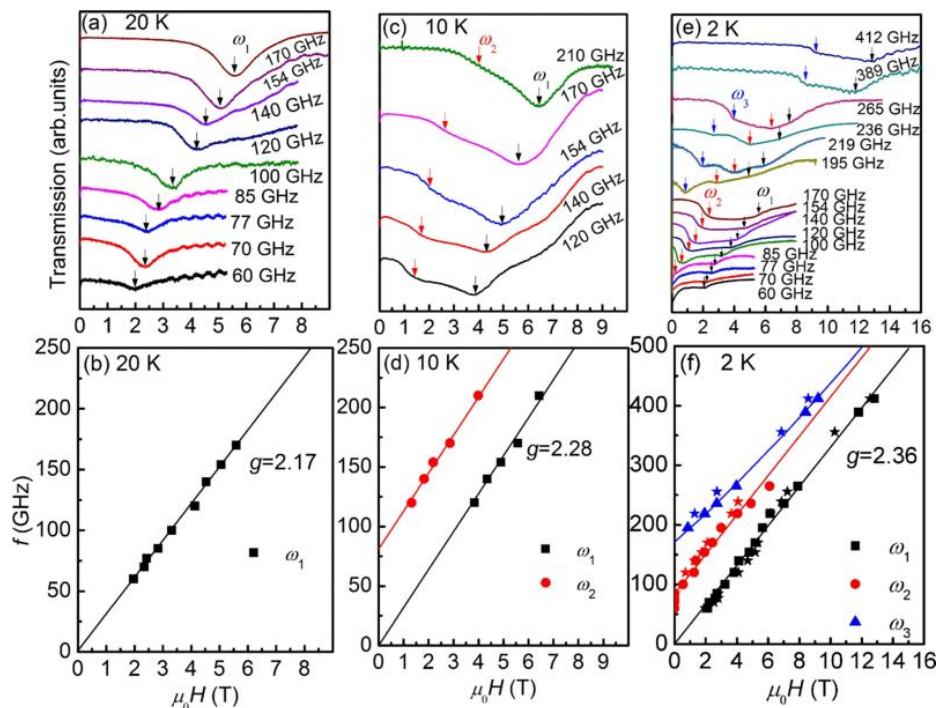 (a) 20 K
ω1
170 GHz
154 GHz
140 GHz
120 GHz
100 GHz
85 GHz
77 GHz
70 GHz
60 GHz
Transmission (arb.units)
0 1 2 3 4 5 6 7 8 9
(c) 10 K
ω2
210 GHz
ω1
170 GHz
154 GHz
140 GHz
120 GHz
0 1 2 3 4 5 6 7 8 9
(e) 2 K
412 GHz
389 GHz
ω3
265 GHz
236 GHz
219 GHz
195 GHz
ω2
ω1
170 GHz
154 GHz
140 GHz
120 GHz
100 GHz
85 GHz
77 GHz
70 GHz
60 GHz
0 2 4 6 8 10 12 14 16
(b) 20 K
250
200
150
100
50
0
f (GHz)
g=2.17
ω1
0 1 2 3 4 5 6 7 8 9
μ0H (T)
(d) 10 K
250
200
150
100
50
0
g=2.28
ω1
ω2
0 1 2 3 4 5 6 7 8 9
μ0H (T)
(f) 2 K
500
400
300
200
100
0
g=2.36
ω1
ω2
ω3
0 2 4 6 8 10 12 14 16
μ0H (T)